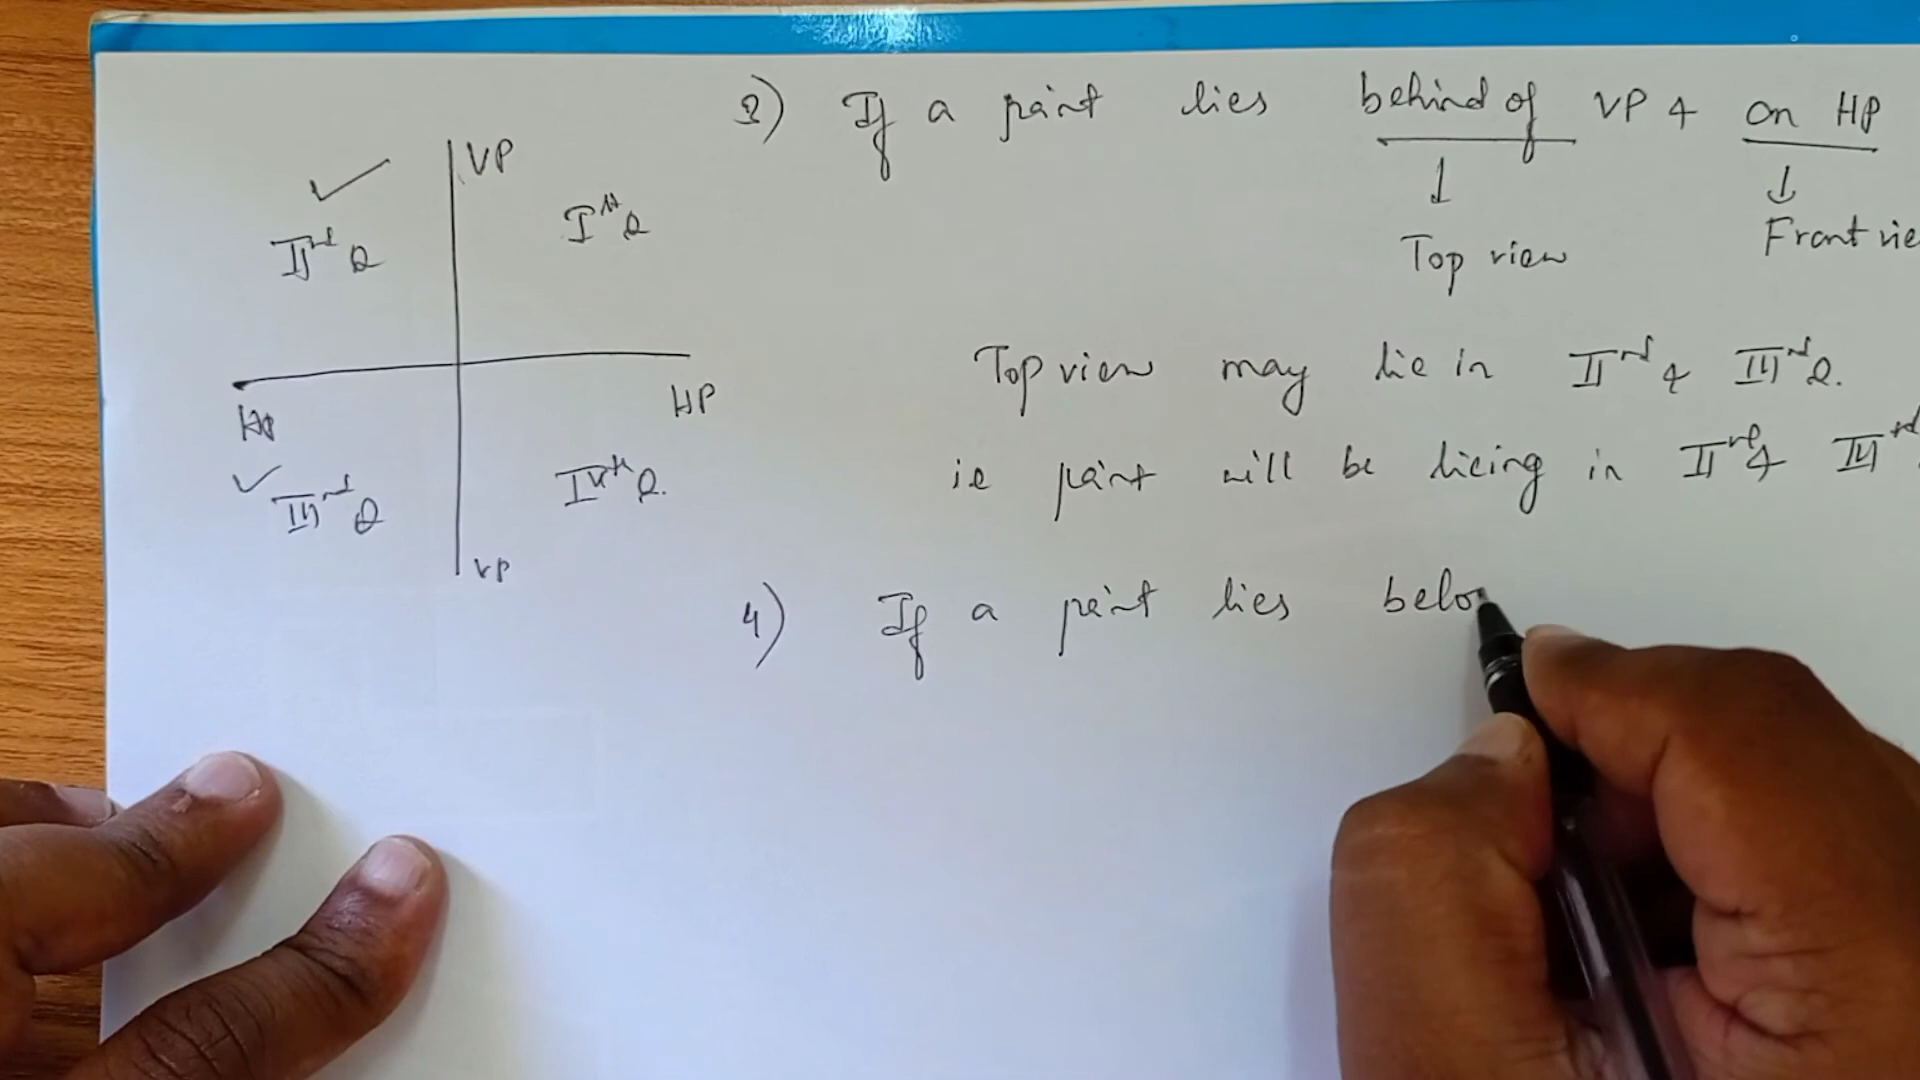 3) If a point lies behind of VP & on HP
↓ ↓
Top view Front vie
Top view may lie in IInd & IIIrd Q.
ie point will be licing in IInd & IIIrd
4) If a point lies belo
VP
IInd Q Ist Q
HP
IIIrd Q IVth Q.
VP